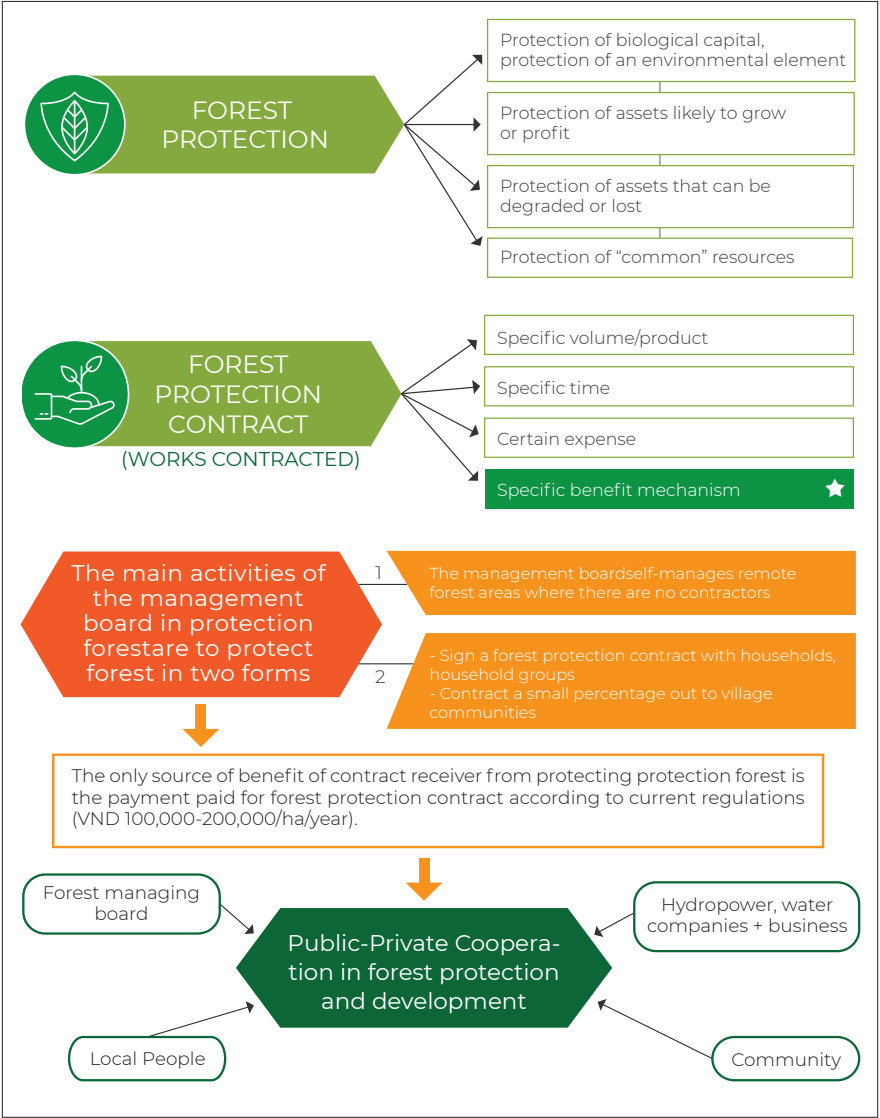 FOREST
PROTECTION
Protection of biological capital,
protection of an environmental element
Protection of assets likely to grow
or profit
Protection of assets that can be
degraded or lost
Protection of “common” resources
FOREST
PROTECTION
CONTRACT
(WORKS CONTRACTED)
Specific volume/product
Specific time
Certain expense
Specific benefit mechanism
The main activities of
the management
board in protection
forestare to protect
forest in two forms
1
The management boardself-manages remote
forest areas where there are no contractors
2
- Sign a forest protection contract with households,
household groups
- Contract a small percentage out to village
communities
The only source of benefit of contract receiver from protecting protection forest is
the payment paid for forest protection contract according to current regulations
(VND 100,000-200,000/ha/year).
Forest managing
board
Hydropower, water
companies + business
Public-Private Coopera-
tion in forest protection
and development
Local People
Community